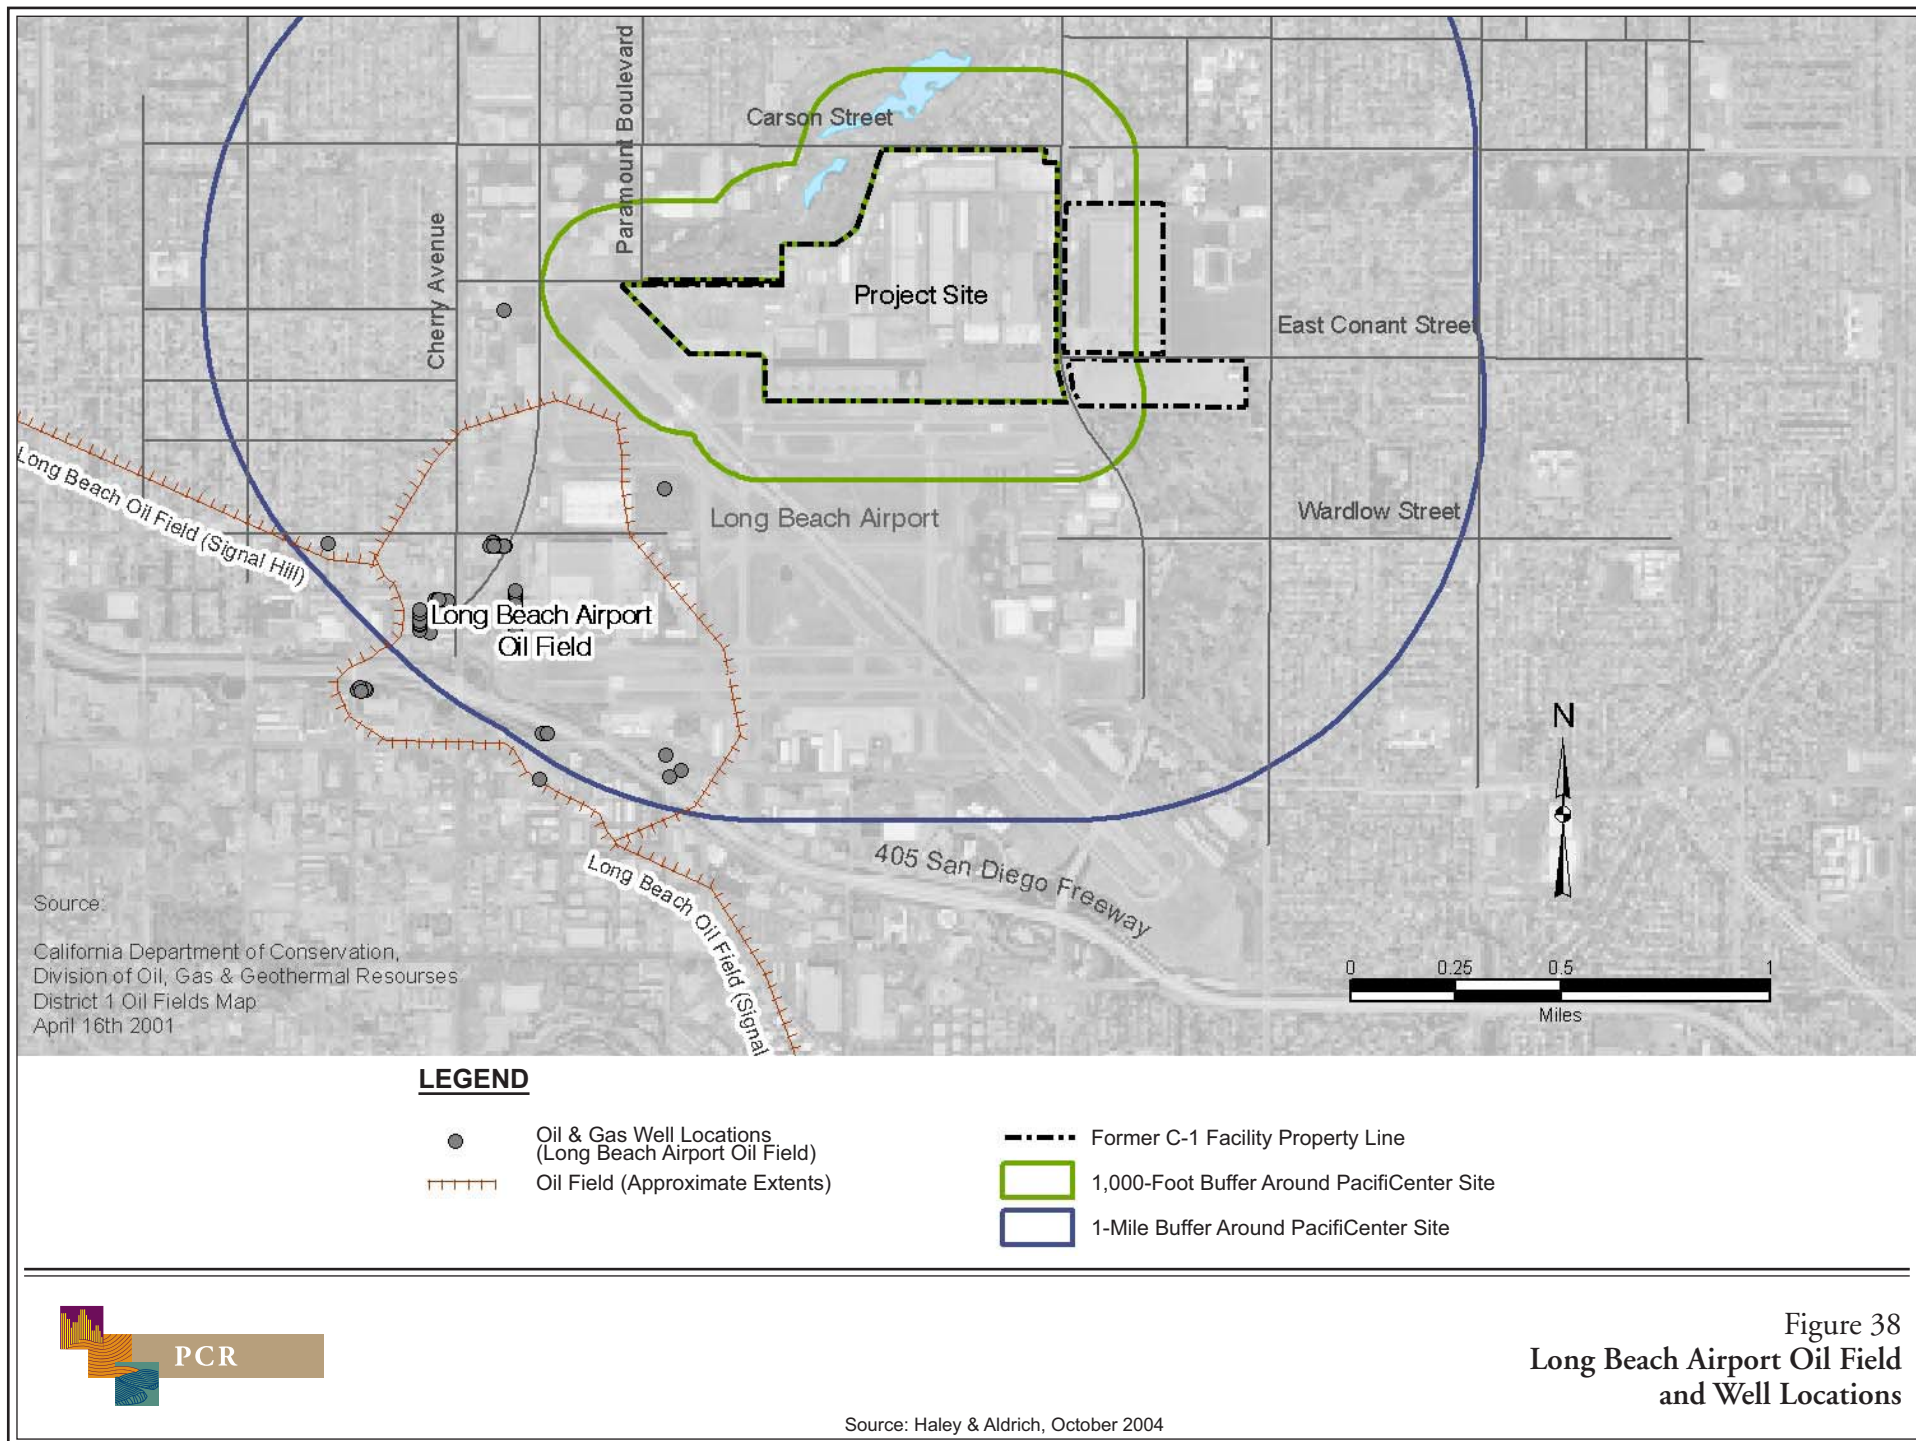 Paramount Boulevard
Carson Street
Cherry Avenue
Project Site
East Conant Street
Long Beach Oil Field (Signal Hill)
Long Beach Airport
Wardlow Street
Long Beach Airport
Oil Field
N
405 San Diego Freeway
Long Beach Oil Field (Signal
Source:
California Department of Conservation,
Division of Oil, Gas & Geothermal Resourses
District 1 Oil Fields Map
April 16th 2001
0 0.25 0.5 1
Miles
LEGEND
Oil & Gas Well Locations
(Long Beach Airport Oil Field)
Oil Field (Approximate Extents)
Former C-1 Facility Property Line
1,000-Foot Buffer Around PacifiCenter Site
1-Mile Buffer Around PacifiCenter Site
PCR
Figure 38
Long Beach Airport Oil Field
and Well Locations
Source: Haley & Aldrich, October 2004